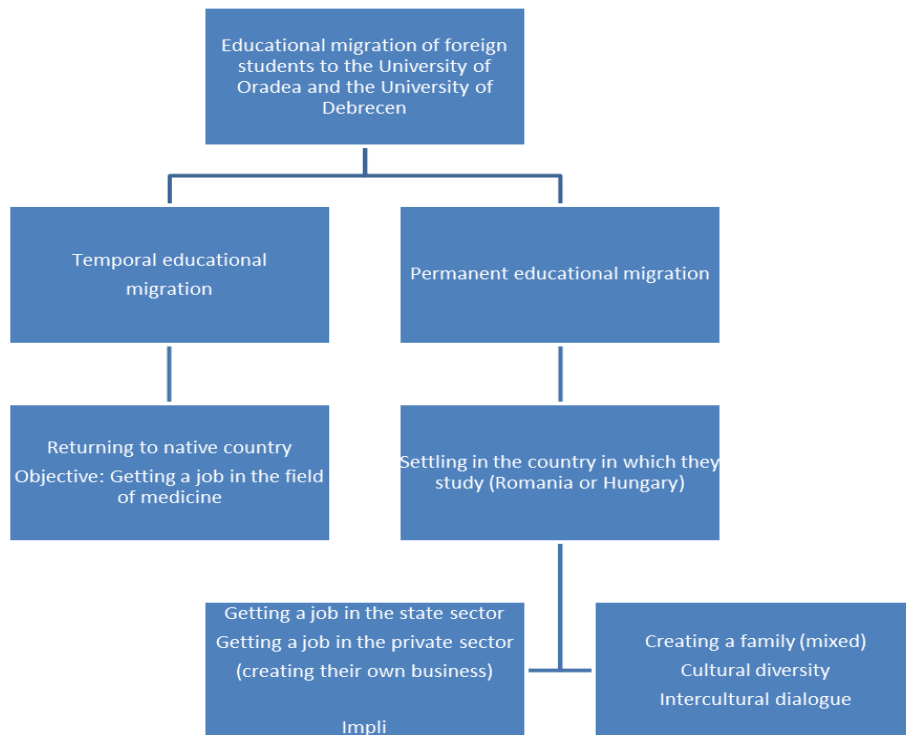 Educational migration of foreign
students to the University of
Oradea and the University of
Debrecen
Temporal educational
migration
Permanent educational migration
Returning to native country
Objective: Getting a job in the field
of medicine
Settling in the country in which they
study (Romania or Hungary)
Getting a job in the state sector
Getting a job in the private sector
(creating their own business)
Impli
Creating a family (mixed)
Cultural diversity
Intercultural dialogue